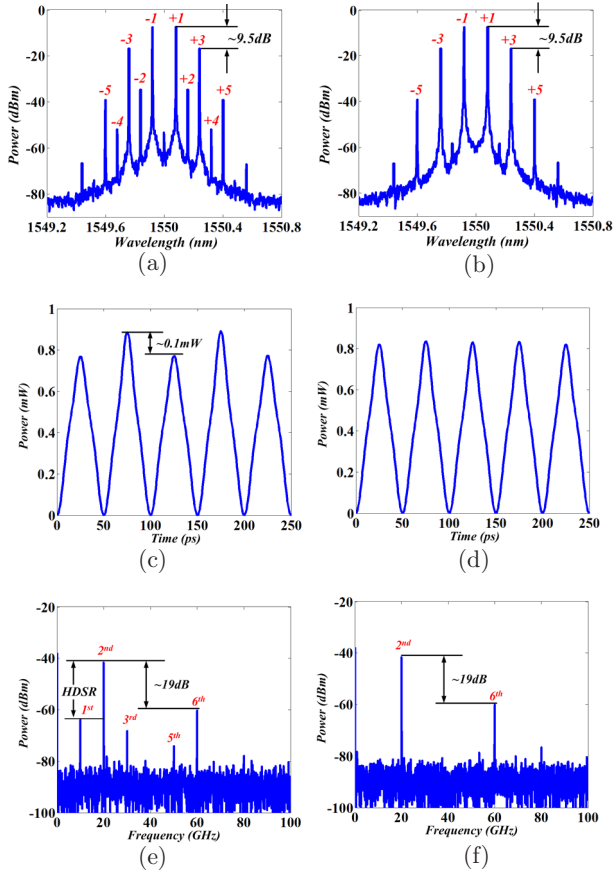 0
-20
-40
-60
-80
Power (dBm)
-5
-4
-3
-2
-1
+1
+2
+3
+4
+5
~9.5dB
1549.2 1549.6 1550 1550.4 1550.8
Wavelength (nm)
(a)
0
-20
-40
-60
-80
Power (dBm)
-5
-3
-1
+1
+3
+5
~9.5dB
1549.2 1549.6 1550 1550.4 1550.8
Wavelength (nm)
(b)
1
0.8
0.6
0.4
0.2
0
Power (mW)
~0.1mW
0 50 100 150 200 250
Time (ps)
(c)
1
0.8
0.6
0.4
0.2
0
Power (mW)
0 50 100 150 200 250
Time (ps)
(d)
-20
-40
-60
-80
-100
Power (dBm)
HDSR
1st
2nd
3rd
5th
6th
~19dB
0 20 40 60 80 100
Frequency (GHz)
(e)
-20
-40
-60
-80
-100
Power (dBm)
2nd
~19dB
6th
0 20 40 60 80 100
Frequency (GHz)
(f)